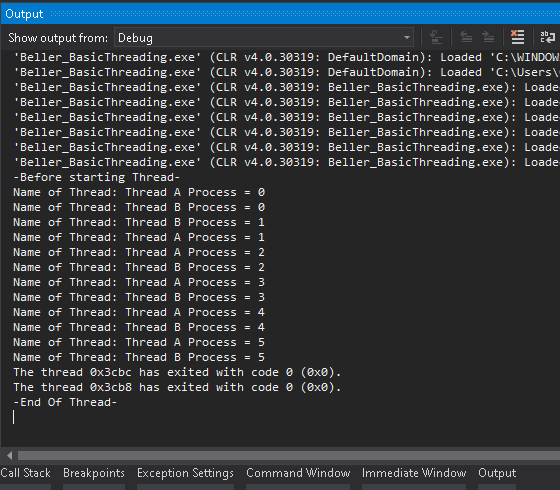 Output
Show output from: Debug
'Beller_BasicThreading.exe' (CLR v4.0.30319: DefaultDomain): Loaded 'C:\WINDOW
'Beller_BasicThreading.exe' (CLR v4.0.30319: DefaultDomain): Loaded 'C:\Users\
'Beller_BasicThreading.exe' (CLR v4.0.30319: Beller_BasicThreading.exe): Loade
'Beller_BasicThreading.exe' (CLR v4.0.30319: Beller_BasicThreading.exe): Loade
'Beller_BasicThreading.exe' (CLR v4.0.30319: Beller_BasicThreading.exe): Loade
'Beller_BasicThreading.exe' (CLR v4.0.30319: Beller_BasicThreading.exe): Loade
'Beller_BasicThreading.exe' (CLR v4.0.30319: Beller_BasicThreading.exe): Loade
'Beller_BasicThreading.exe' (CLR v4.0.30319: Beller_BasicThreading.exe): Loade
-Before starting Thread-
Name of Thread: Thread A Process = 0
Name of Thread: Thread B Process = 0
Name of Thread: Thread B Process = 1
Name of Thread: Thread A Process = 1
Name of Thread: Thread A Process = 2
Name of Thread: Thread B Process = 2
Name of Thread: Thread A Process = 3
Name of Thread: Thread B Process = 3
Name of Thread: Thread A Process = 4
Name of Thread: Thread B Process = 4
Name of Thread: Thread A Process = 5
Name of Thread: Thread B Process = 5
The thread 0x3cbc has exited with code 0 (0x0).
The thread 0x3cb8 has exited with code 0 (0x0).
-End Of Thread-
Call Stack Breakpoints Exception Settings Command Window Immediate Window Output